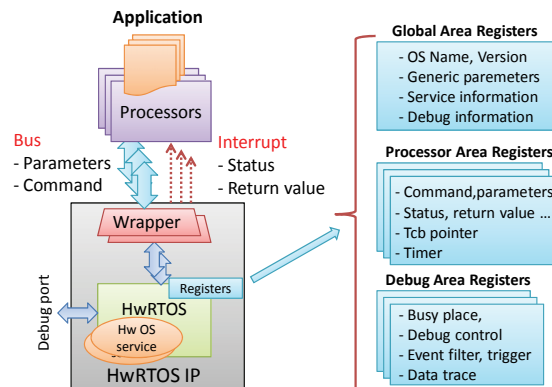 Application
Processors
Bus
- Parameters
- Command
Interrupt
- Status
- Return value
Wrapper
Registers
HwRTOS
Hw OS
service
Debug port
HwRTOS IP
Global Area Registers
- OS Name, Version
- Generic paremeters
- Service information
- Debug information
Processor Area Registers
- Command,parameters
- Status, return value ...
- Tcb pointer
- Timer
Debug Area Registers
- Busy place,
- Debug control
- Event filter, trigger
- Data trace